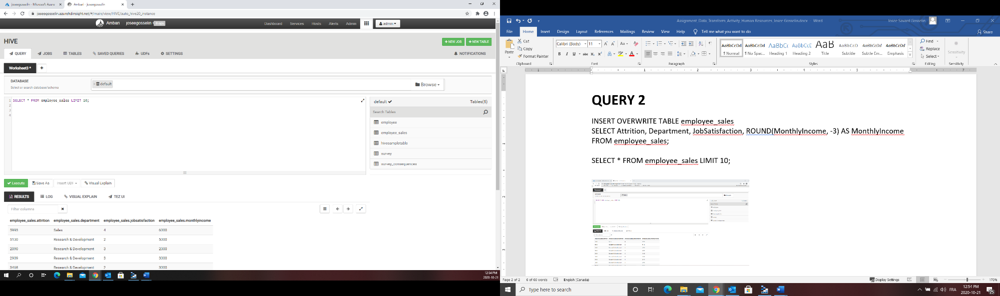 joseegosselin - Microsoft Azure
Ambari - joseegosselin
joseegosselin.azurehdinsight.net/#/main/view/HIVE/auto_hive20_instance
Ambari joseegosselin 0 ops Dashboard Services Hosts Alerts Admin admin
HIVE
+ NEW JOB + NEW TABLE
QUERY JOBS TABLES SAVED QUERIES UDFs SETTINGS NOTIFICATIONS
Worksheet3 * +
DATABASE
Select or search database/schema
default
Browse
1 SELECT * FROM employee_sales LIMIT 10;
2
3
4
default Tables(5)
Search Tables
employee
employee_sales
hivesampletable
survey
survey_consequences
Execute Save As Insert UDF Visual Explain
RESULTS LOG VISUAL EXPLAIN TEZ UI
Filter columns
employee_sales.attrition employee_sales.department employee_sales.jobsatisfaction employee_sales.monthlyincome
5993 Sales 4 6000
5130 Research & Development 2 5000
2090 Research & Development 3 2000
2909 Research & Development 3 3000
3468 Research & Development 2 3000
12:54 PM
2020-10-21
Assignment_Data_Transform_Activity_Human Resources_Josee Gosselin.docx - Word
Josee Savard Gosselin
File Home Insert Design Layout References Mailings Review View Help Tell me what you want to do Share
Paste
Cut
Copy
Format Painter
Clipboard
Calibri (Body) 11
Font
Paragraph
AaBbCcDd AaBbCcDd AaBbCc AaBbCcE AaB AaBbCcD AaBbCcDd AaBbCcDd
¶ Normal ¶ No Spac... Heading 1 Heading 2 Title Subtitle Subtle Em... Emphasis
Styles
Find
Replace
Select
Editing
Sensitivity
Sensitivity
QUERY 2
INSERT OVERWRITE TABLE employee_sales
SELECT Attrition, Department, JobSatisfaction, ROUND(MonthlyIncome, -3) AS MonthlyIncome
FROM employee_sales;
SELECT * FROM employee_sales LIMIT 10;
Page 2 of 2 6 of 66 words English (Canada) Display Settings 170%
Type here to search
FRA
12:54 PM
2020-10-21
25